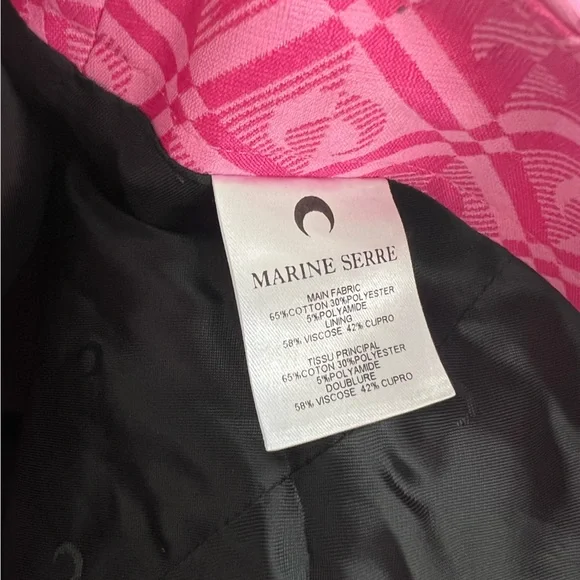 MARINE SERRE
MAIN FABRIC
65%COTTON 30%POLYESTER
5%POLYAMIDE
LINING
58% VISCOSE 42% CUPRO
TISSU PRINCIPAL
65%COTTON 30%POLYESTER
5%POLYAMIDE
DOUBLURE
58% VISCOSE 42% CUPRO